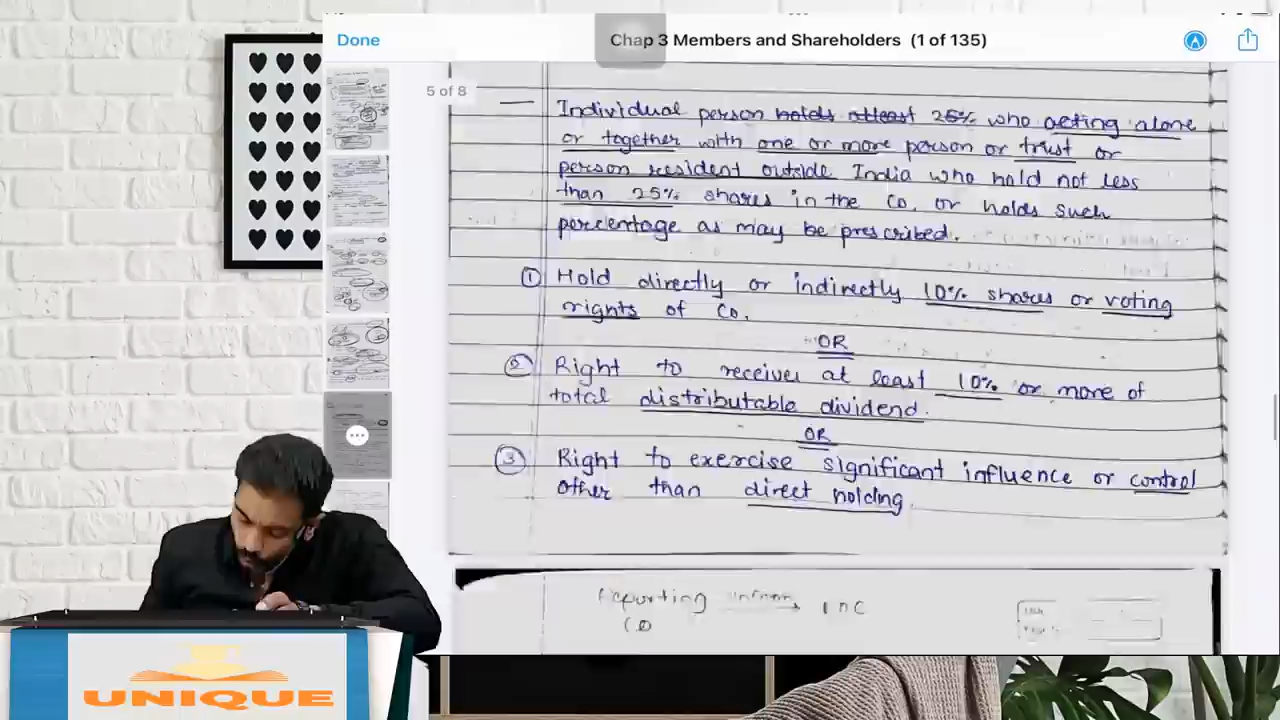 Done
Chap 3 Members and Shareholders (1 of 135)
5 of 8
— Individual person holds atleast 25% who acting alone
or together with one or more person or trust or
person resident outside India who hold not less
than 25% shares in the Co. or holds such
percentage as may be prescribed.
① Hold directly or indirectly 10% shares or voting
rights of Co.
OR
② Right to receive at least 10% or more of
total distributable dividend.
OR
③ Right to exercise significant influence or control
other than direct holding
Reporting
Co
UNIQUE